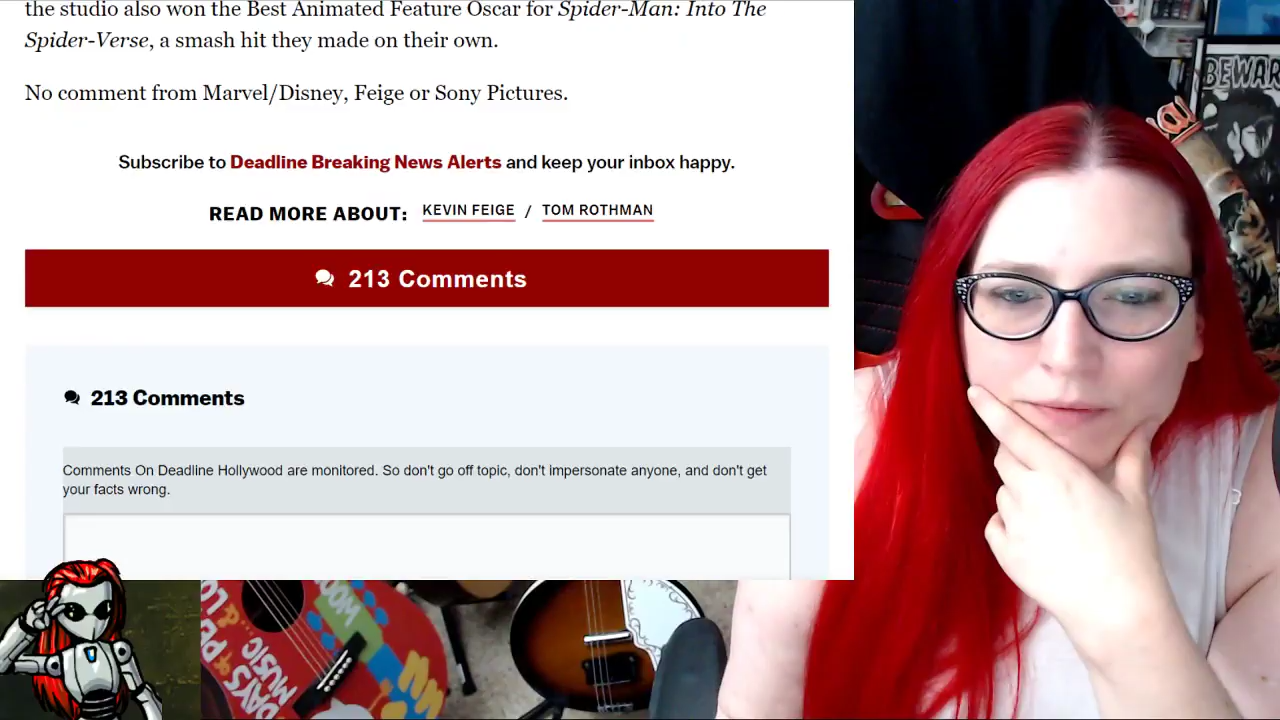 the studio also won the Best Animated Feature Oscar for Spider-Man: Into The
Spider-Verse, a smash hit they made on their own.
No comment from Marvel/Disney, Feige or Sony Pictures.
Subscribe to Deadline Breaking News Alerts and keep your inbox happy.
READ MORE ABOUT: KEVIN FEIGE / TOM ROTHMAN
213 Comments
213 Comments
Comments On Deadline Hollywood are monitored. So don't go off topic, don't impersonate anyone, and don't get
your facts wrong.
BEWAR
MUSIC